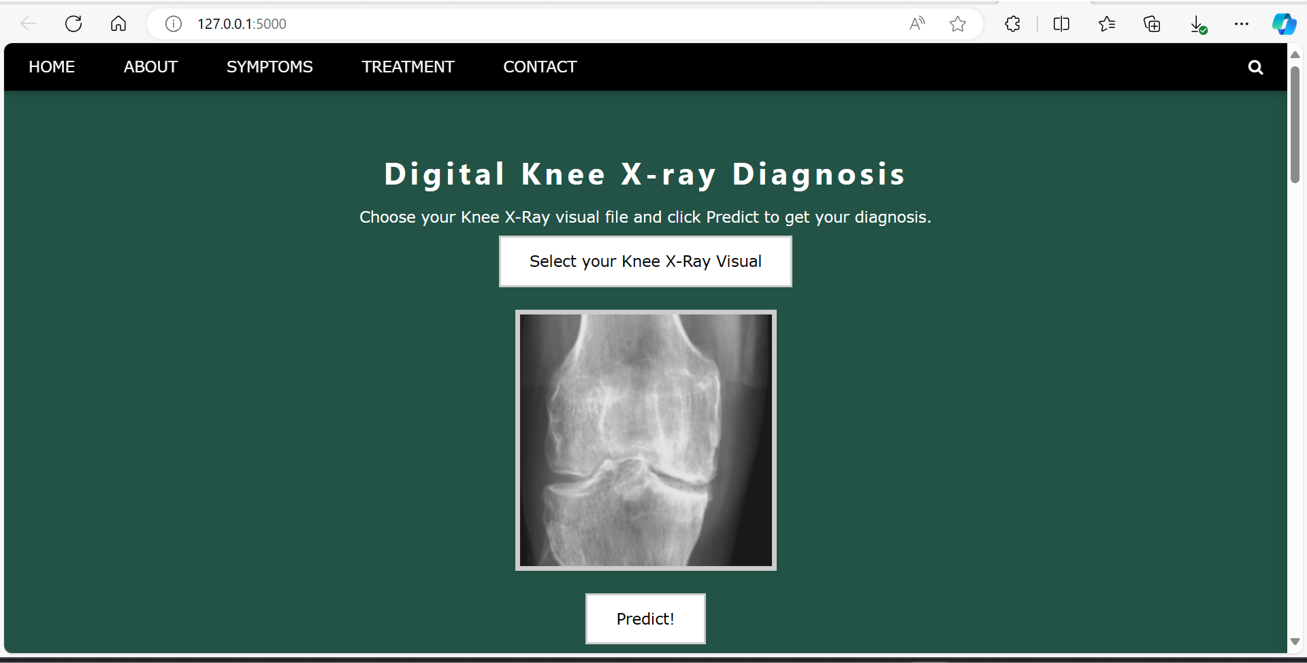 127.0.0.1:5000
HOME ABOUT SYMPTOMS TREATMENT CONTACT
Digital Knee X-ray Diagnosis
Choose your Knee X-Ray visual file and click Predict to get your diagnosis.
Select your Knee X-Ray Visual
Predict!